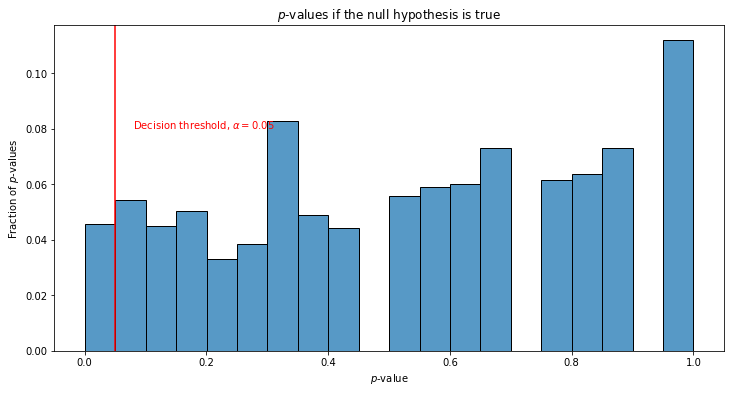 p-values if the null hypothesis is true
Decision threshold, α = 0.05
Fraction of p-values
0.10
0.08
0.06
0.04
0.02
0.00
0.0 0.2 0.4 0.6 0.8 1.0
p-value